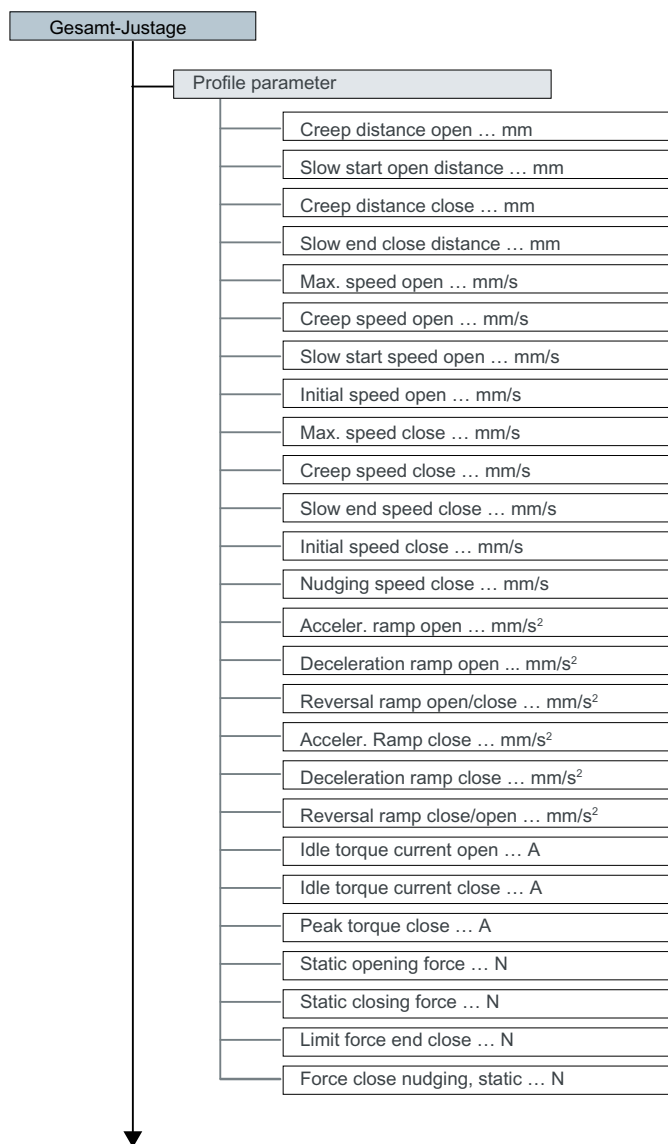 Gesamt-Justage
Profile parameter
Creep distance open … mm
Slow start open distance … mm
Creep distance close … mm
Slow end close distance … mm
Max. speed open … mm/s
Creep speed open … mm/s
Slow start speed open … mm/s
Initial speed open … mm/s
Max. speed close … mm/s
Creep speed close … mm/s
Slow end speed close … mm/s
Initial speed close … mm/s
Nudging speed close … mm/s
Acceler. ramp open … mm/s²
Deceleration ramp open ... mm/s²
Reversal ramp open/close … mm/s²
Acceler. Ramp close … mm/s²
Deceleration ramp close … mm/s²
Reversal ramp close/open … mm/s²
Idle torque current open … A
Idle torque current close … A
Peak torque close … A
Static opening force … N
Static closing force … N
Limit force end close … N
Force close nudging, static … N